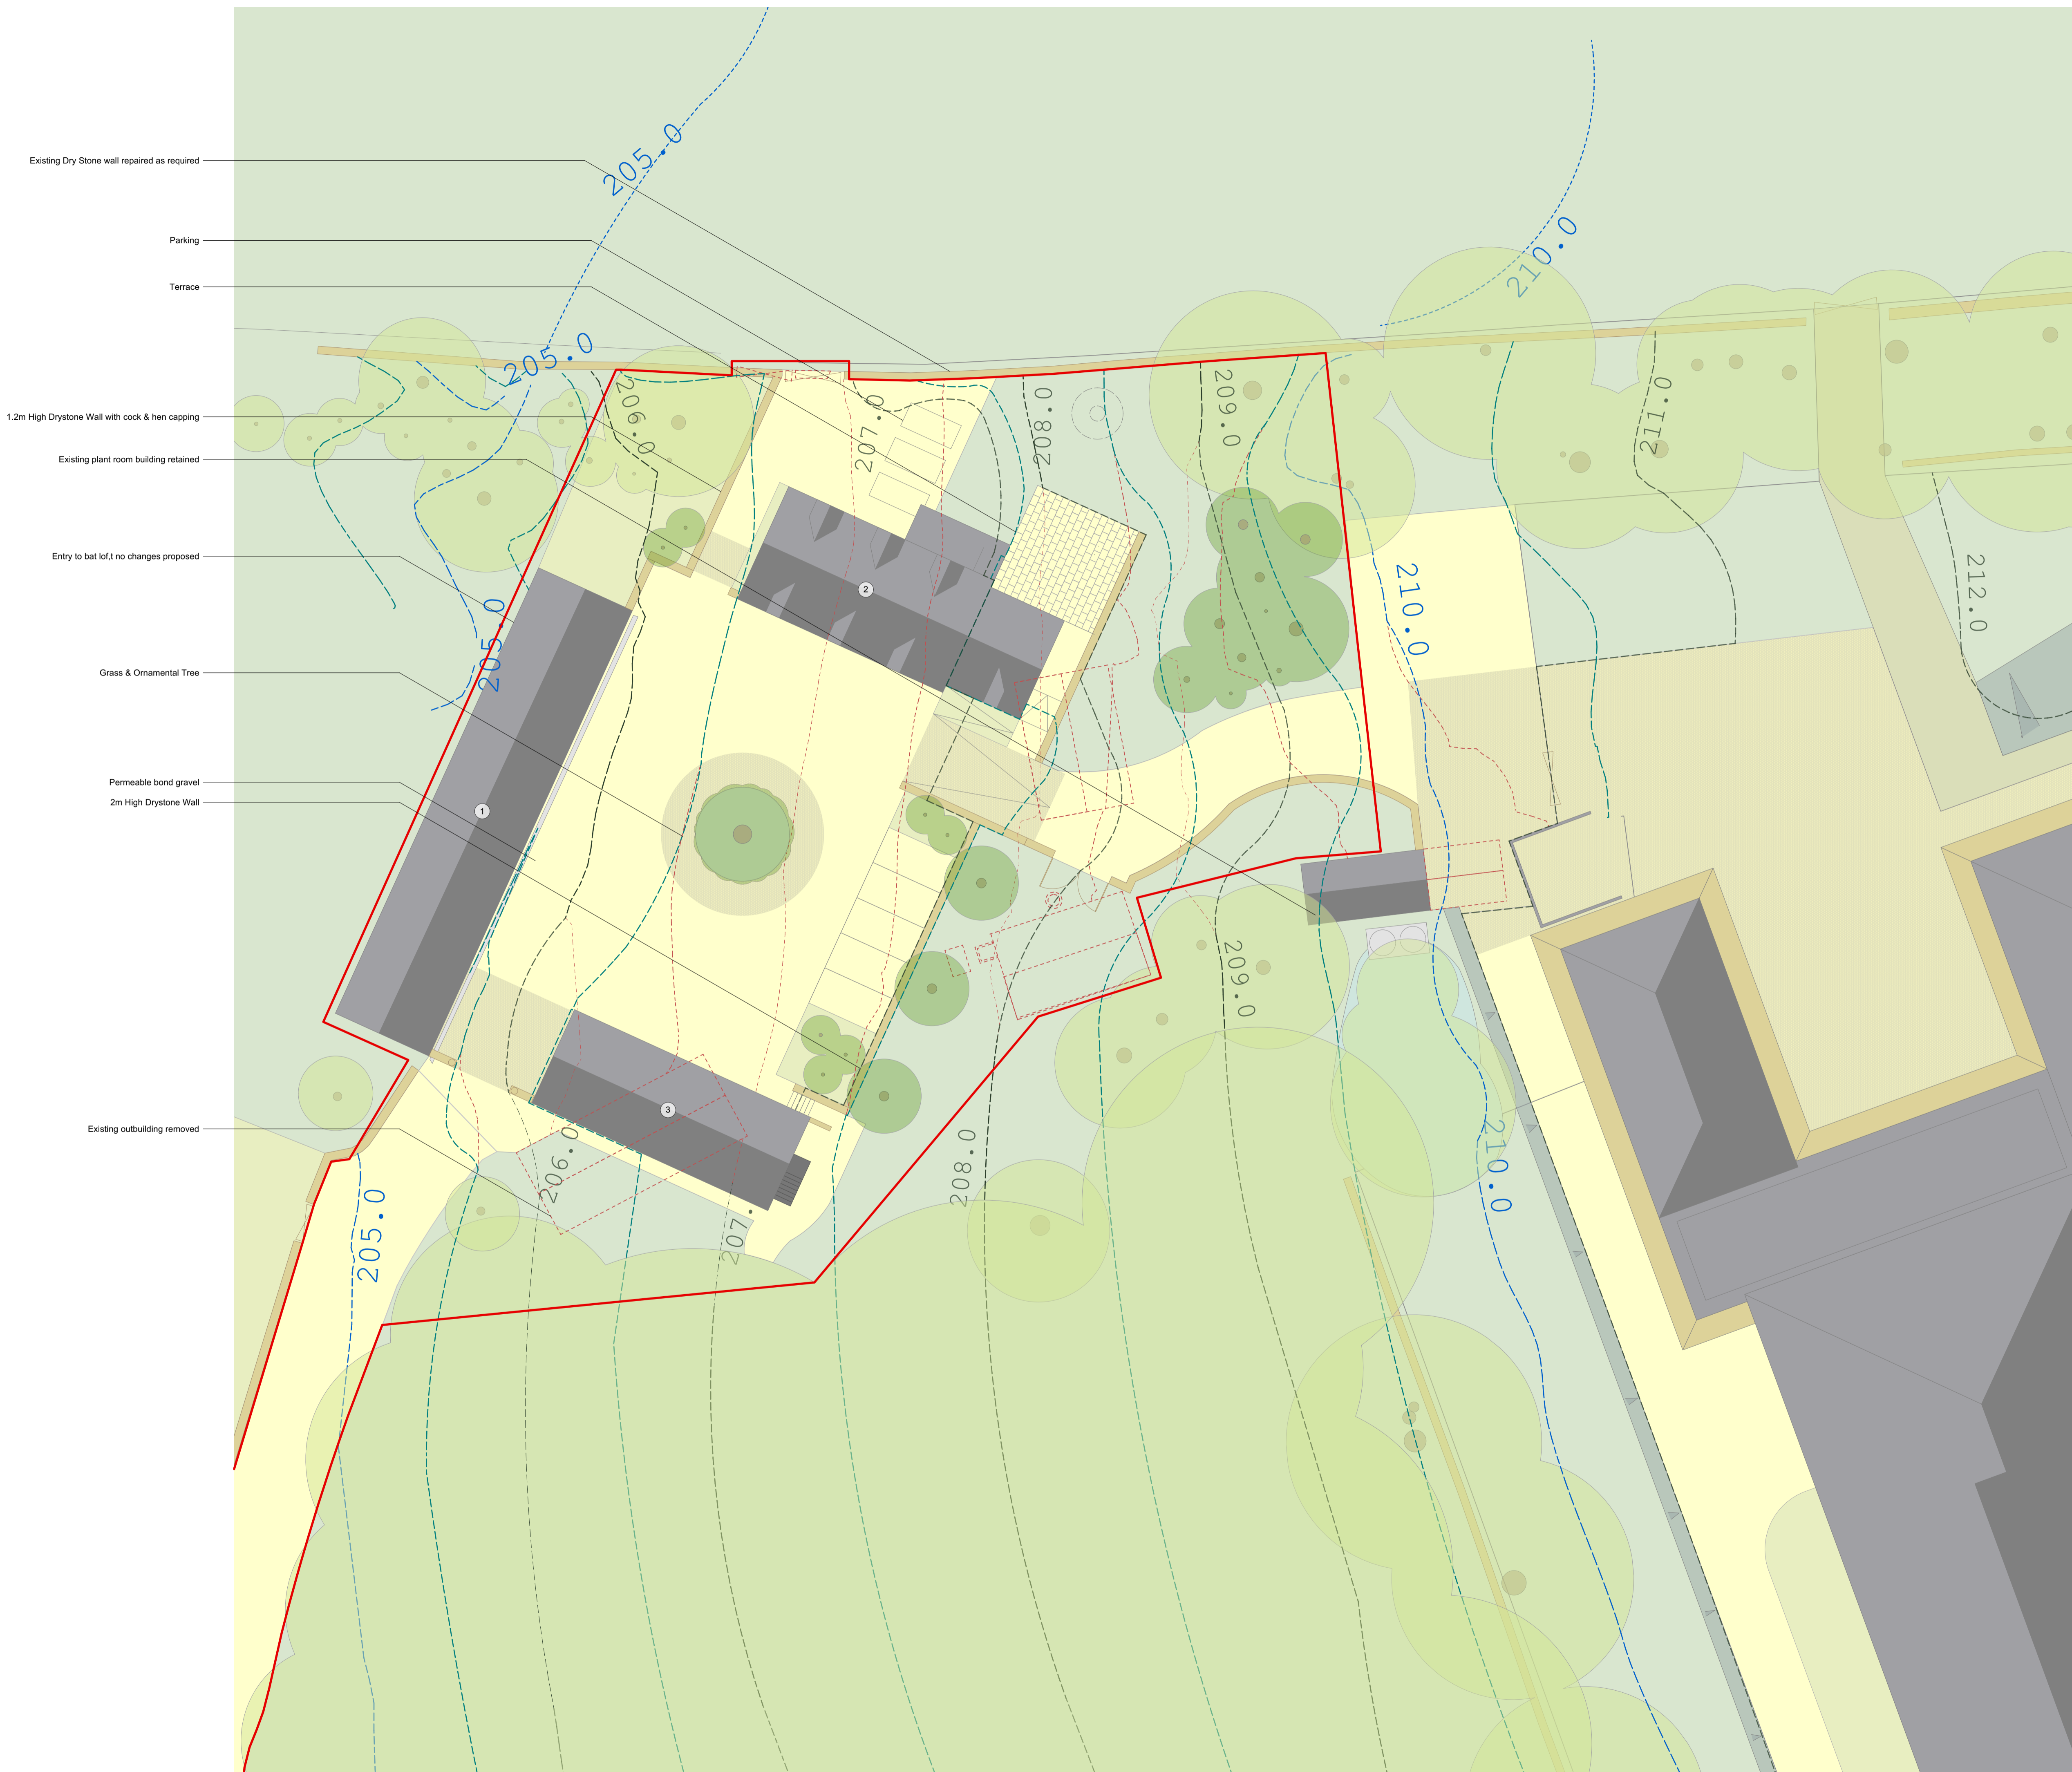 Existing Dry Stone wall repaired as required
Parking
Terrace
1.2m High Drystone Wall with cock & hen capping
Existing plant room building retained
Entry to bat lof,t no changes proposed
Grass & Ornamental Tree
Permeable bond gravel
2m High Drystone Wall
Existing outbuilding removed
205.0
210.0
205.0
206.0
207.0
208.0
209.0
211.0
205.0
210.0
212.0
2
1
3
209.0
206.0
207.
208.0
210.0
205.0